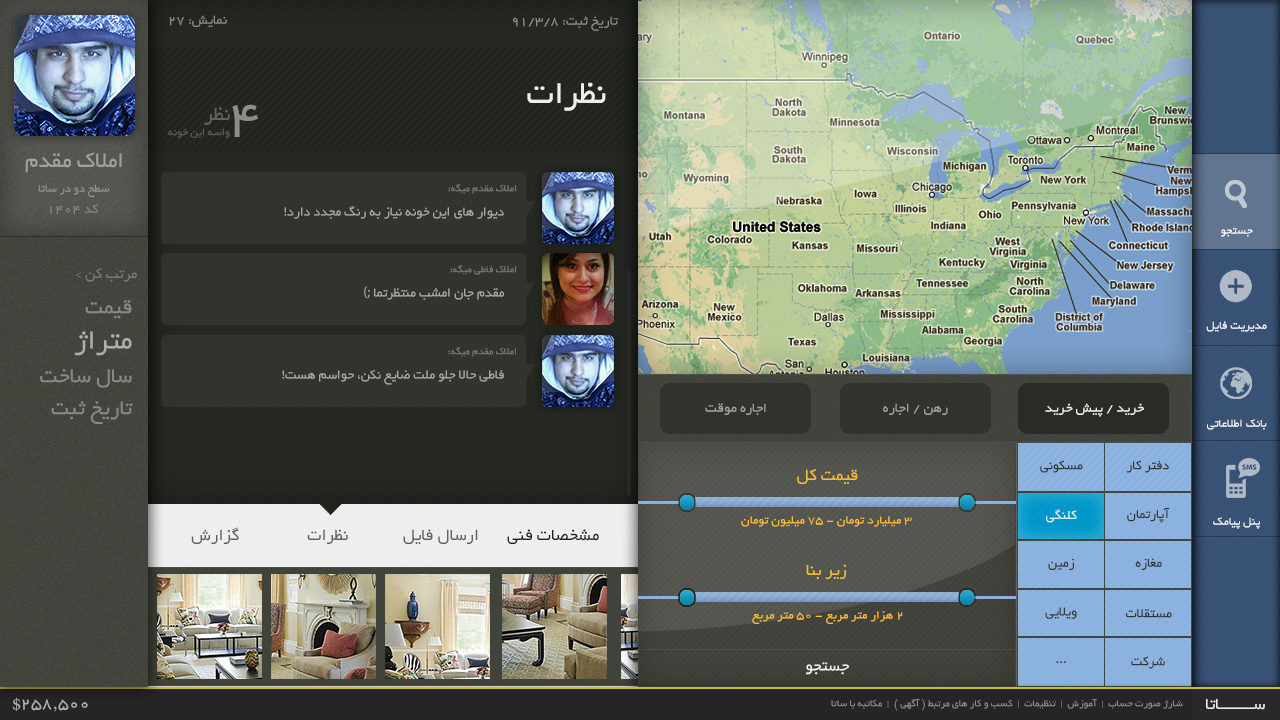 جستجو
مدیریت فایل
بانک اطلاعاتی
پنل پیامک
SMS
Ontario
Quebec
Winnipeg
North Dakota
Montana
Minnesota
New Brunswi
Ottawa
Montreal
Maine
South Dakota
Wisconsin
Michigan
Toronto
Wyoming
New York
Verm
New Hampsh
Iowa
Chicago
Nebraska
Illinois
Pennsylvania
Massachu
Ohio
New York
Rhode Island
United States
Indiana
Utah
Colorado
Kansas
Missouri
West Virginia
Connecticut
Kentucky
Virginia
New Jersey
Oklahoma
Tennessee
North Carolina
Delaware
Arkansas
Maryland
Arizona
New Mexico
Mississippi
South Carolina
District of Columbia
Phoenix
Dallas
Alabama
Texas
Georgia
San Antonio
Louisiana
Houston
خرید / پیش خرید
رهن / اجاره
اجاره موقت
دفتر کار
مسکونی
آپارتمان
کلنگی
مغازه
زمین
مستقلات
ویلایی
شرکت
...
قیمت کل
۳ میلیارد تومان – ۷۵ میلیون تومان
زیر بنا
۲ هزار متر مربع – ۵۰ متر مربع
جستجو
تاریخ ثبت: ۹۱/۳/۸
نمایش: ۲۷
نظرات
۴ نظر
واسه این خونه
املاک مقدم میگه:
دیوار های این خونه نیاز به رنگ مجدد دارد!
املاک فاطی میگه:
مقدم جان امشب منتظرتما ;)
املاک مقدم میگه:
فاطی حالا جلو ملت ضایع نکن، حواسم هست!
مشخصات فنی
ارسال فایل
نظرات
گزارش
املاک مقدم
سطح دو در ساتا
کد ۱۴۰۴
مرتب کن >
قیمت
متراژ
سال ساخت
تاریخ ثبت
ســـــاتا
شارژ صورت حساب | آموزش | تنظیمات | کسب و کار های مرتبط ( آگهی ) | مکاتبه با ساتا
$۲۵۸,۵۰۰